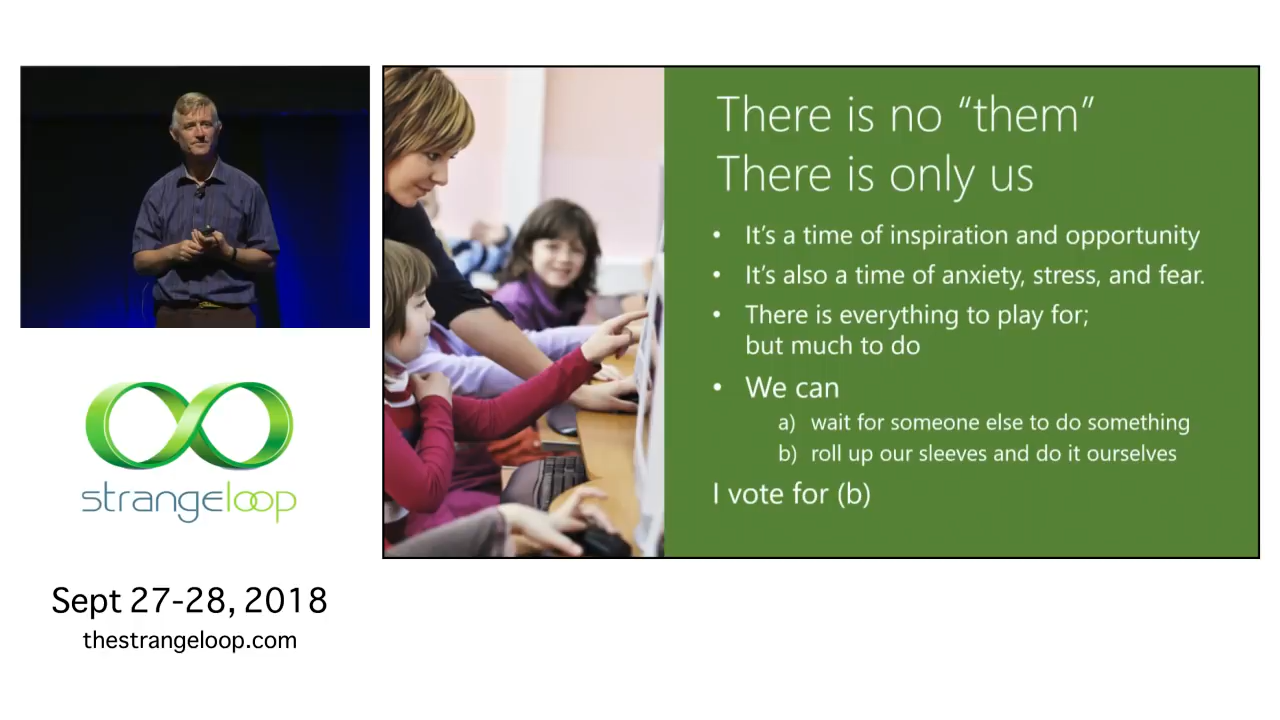 There is no “them”
There is only us
• It’s a time of inspiration and opportunity
• It’s also a time of anxiety, stress, and fear.
• There is everything to play for;
but much to do
• We can
a) wait for someone else to do something
b) roll up our sleeves and do it ourselves
I vote for (b)
strangeloop
Sept 27-28, 2018
thestrangeloop.com